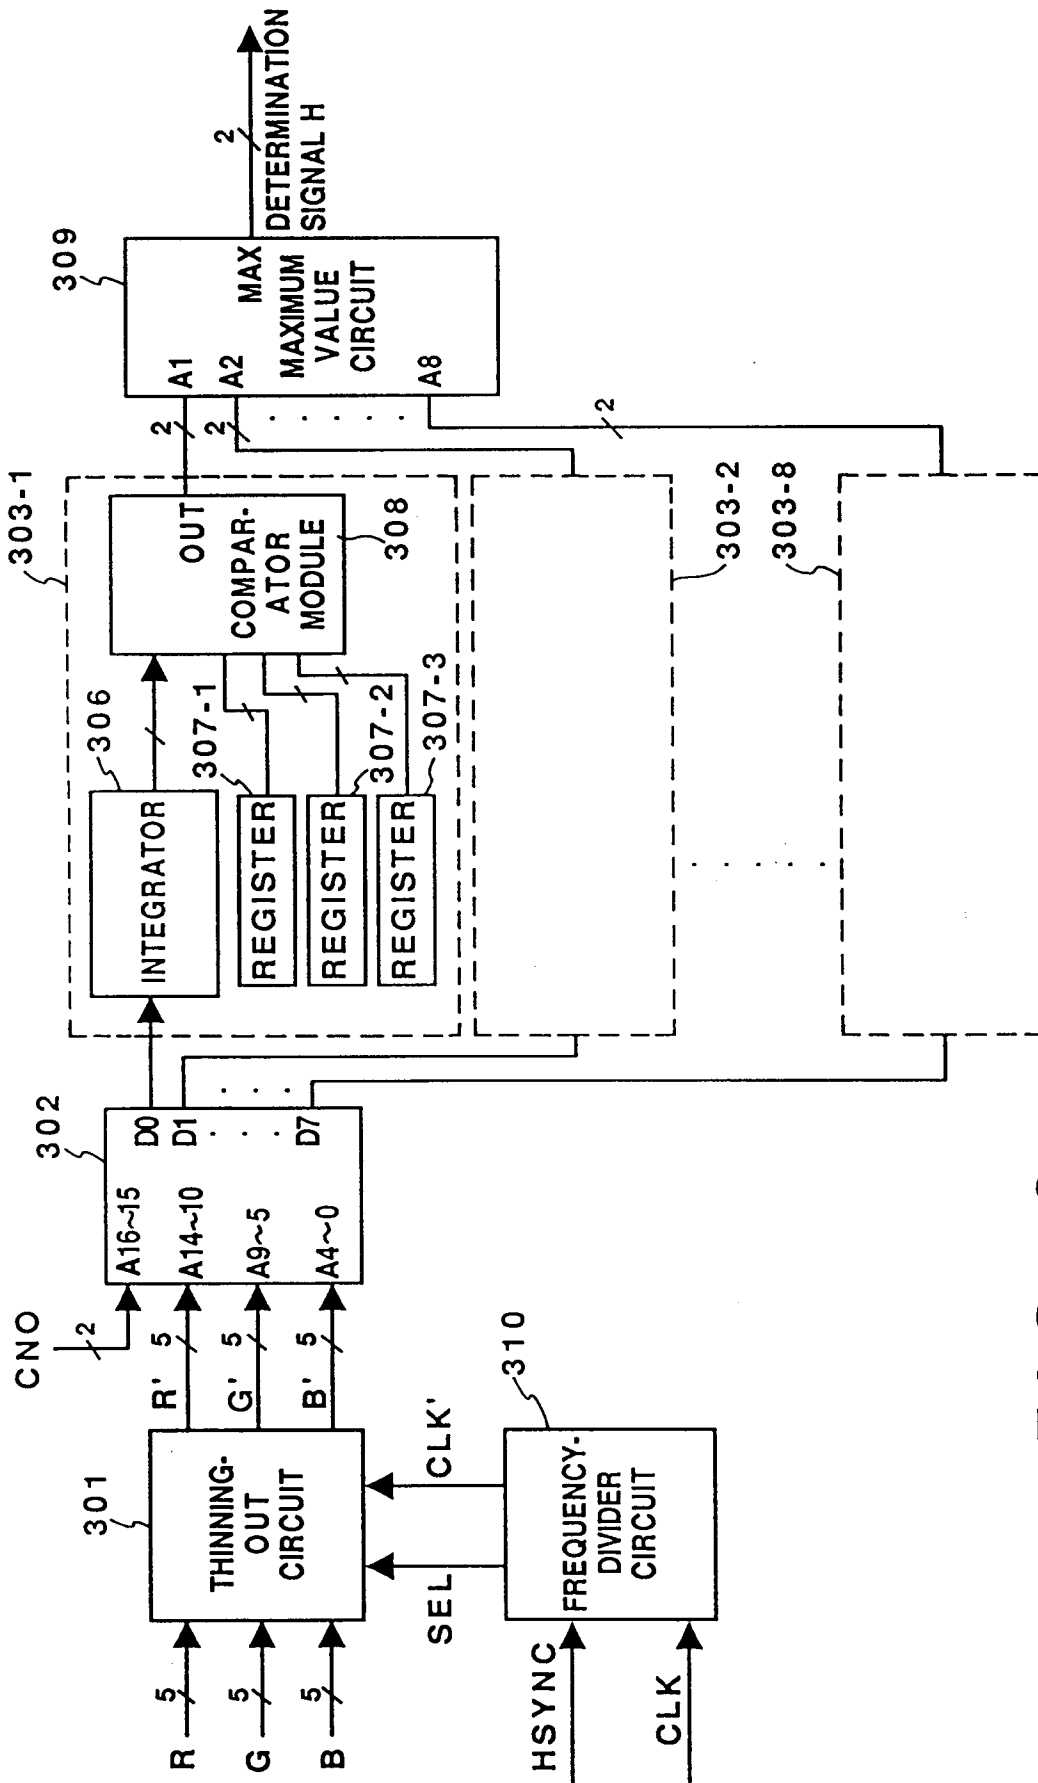 R
5
G
5
B
5
HSYNC
CLK
301
THINNING-
OUT
CIRCUIT
SEL
CLK'
310
FREQUENCY-
DIVIDER
CIRCUIT
CNO
2
R'
5
G'
5
B'
5
302
A16~15
A14~10
A9~5
A4~0
D0
D1
D7
303-1
306
INTEGRATOR
307-1
REGISTER
307-2
REGISTER
307-3
REGISTER
OUT
COMPAR-
ATOR
MODULE
308
303-2
303-8
2
2
2
309
A1
A2
A8
MAX
MAXIMUM
VALUE
CIRCUIT
2
DETERMINATION
SIGNAL H